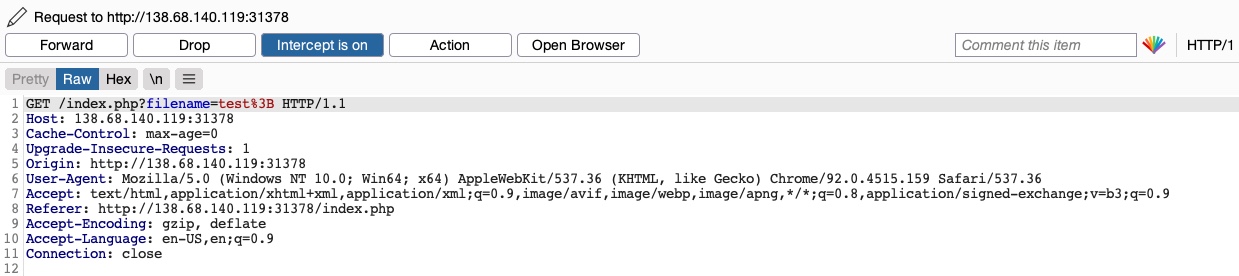 Request to http://138.68.140.119:31378
Forward Drop Intercept is on Action Open Browser Comment this item HTTP/1
Pretty Raw Hex \n
1 GET /index.php?filename=test%3B HTTP/1.1
2 Host: 138.68.140.119:31378
3 Cache-Control: max-age=0
4 Upgrade-Insecure-Requests: 1
5 Origin: http://138.68.140.119:31378
6 User-Agent: Mozilla/5.0 (Windows NT 10.0; Win64; x64) AppleWebKit/537.36 (KHTML, like Gecko) Chrome/92.0.4515.159 Safari/537.36
7 Accept: text/html,application/xhtml+xml,application/xml;q=0.9,image/avif,image/webp,image/apng,*/*;q=0.8,application/signed-exchange;v=b3;q=0.9
8 Referer: http://138.68.140.119:31378/index.php
9 Accept-Encoding: gzip, deflate
10 Accept-Language: en-US,en;q=0.9
11 Connection: close
12